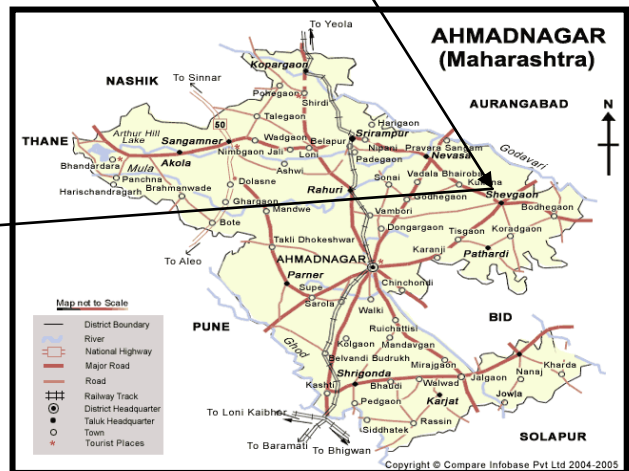 To Yeola
AHMADNAGAR
(Maharashtra)
Kopargaon
NASHIK
To Sinnar
Pohegaon
Shirdi
AURANGABAD
N
50
Talegaon
Harigaon
THANE
Arthur Hill
Lake
Sangamner
Wadgaon
Belapur
Srirampur
Nipani
Pravara Sangam
Godavari
Akola
Nimbgaon Jali
Loni
Padegaon
Nevasa
Bhandardara
Mula
Ashwi
Vadala Bhairoba
Panchna
Dolasne
Rahuri
Sonai
Harischandragarh
Brahmanwade
Shevgaon
Ghargaon
Mandwe
Godhegaon
Vambori
Bodhegaon
Bote
Dongargaon
Tisgaon
Koradgaon
To Aleo
Takli Dhokeshwar
Karanji
Pathardi
AHMADNAGAR
Parner
Chinchondi
Supe
Map not to Scale
Sarola
Walki
BID
District Boundary
PUNE
Ruichattisi
River
Ghod
Kolgaon
Mandavgan
National Highway
Belvandi Budrukh
Mirajgaon
Major Road
Shrigonda
Nanaj
Kharda
Road
Walwad
Jalgaon
Railway Track
Kashti
Bhaudi
District Headquarter
Karjat
Jowla
Taluk Headquarter
To Loni Kaibhor
Pedgaon
Town
Rassin
Tourist Places
Siddhatek
SOLAPUR
To Baramati
To Bhigwan
Copyright © Compare Infobase Pvt Ltd 2004-2005